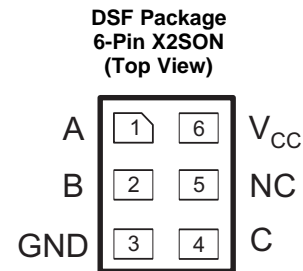 DSF Package
6-Pin X2SON
(Top View)
A 1 6 VCC
B 2 5 NC
GND 3 4 C